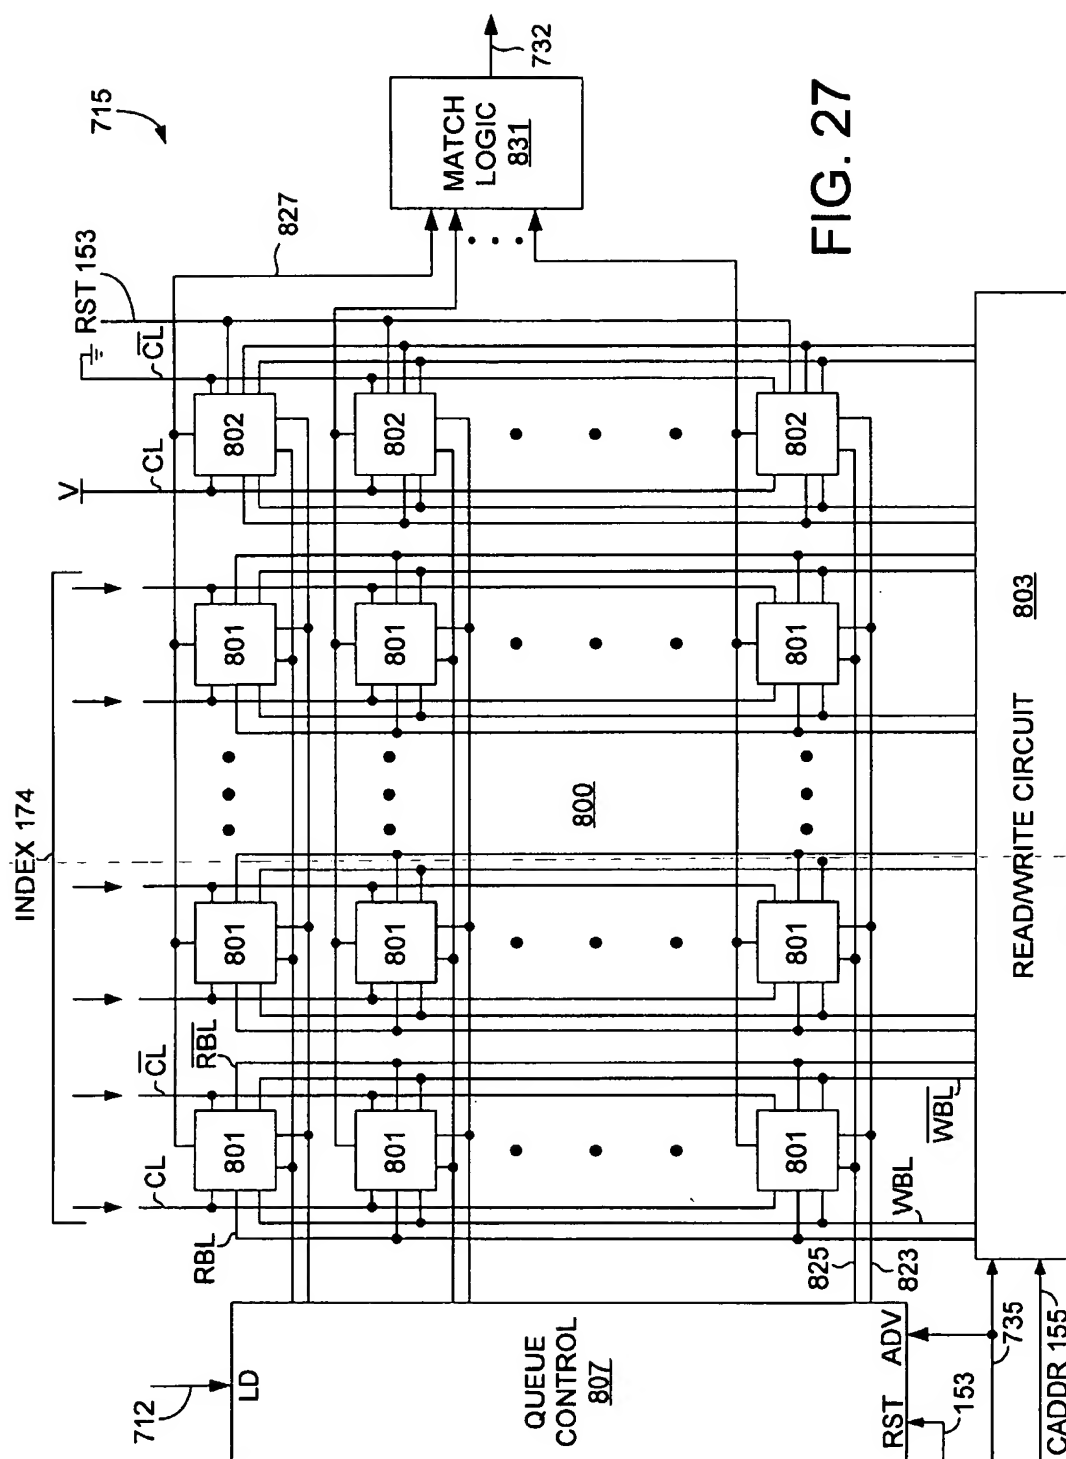 715
732
MATCH
LOGIC
831
FIG. 27
827
RST 153
CL
CL
V
INDEX 174
802
802
802
801
801
801
800
801
801
801
CL
RBL
801
801
801
CL
RBL
WBL
WBL
825
823
READ/WRITE CIRCUIT
803
712
LD
QUEUE
CONTROL
807
RST
ADV
153
735
CADDR 155